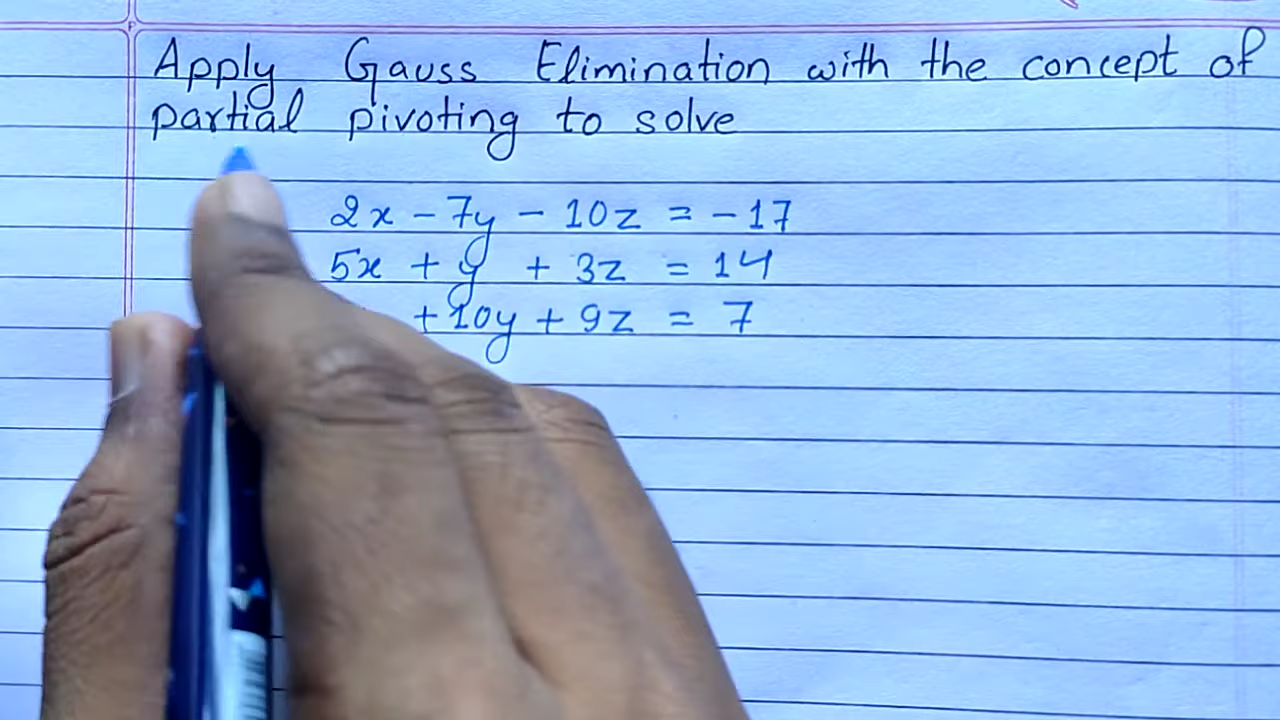 Apply Gauss Elimination with the concept of
partial pivoting to solve
2x - 7y - 10z = -17
5x + y + 3z = 14
+10y + 9z = 7